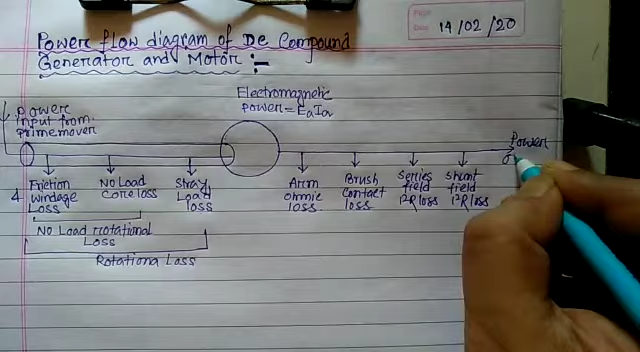 Date 14/02/20
Power flow diagram of DC Compound
Generator and Motor :-
Power
input from
primemover
Electromagnetic
power = EaIa
Power
4
Friction
windage
Loss
No Load
Core loss
Stray
Load
loss
Arm
ohmic
loss
Brush
contact
loss
Series
field
I²R loss
Shunt
field
I²R loss
No Load rotational
Loss
Rotationa Loss